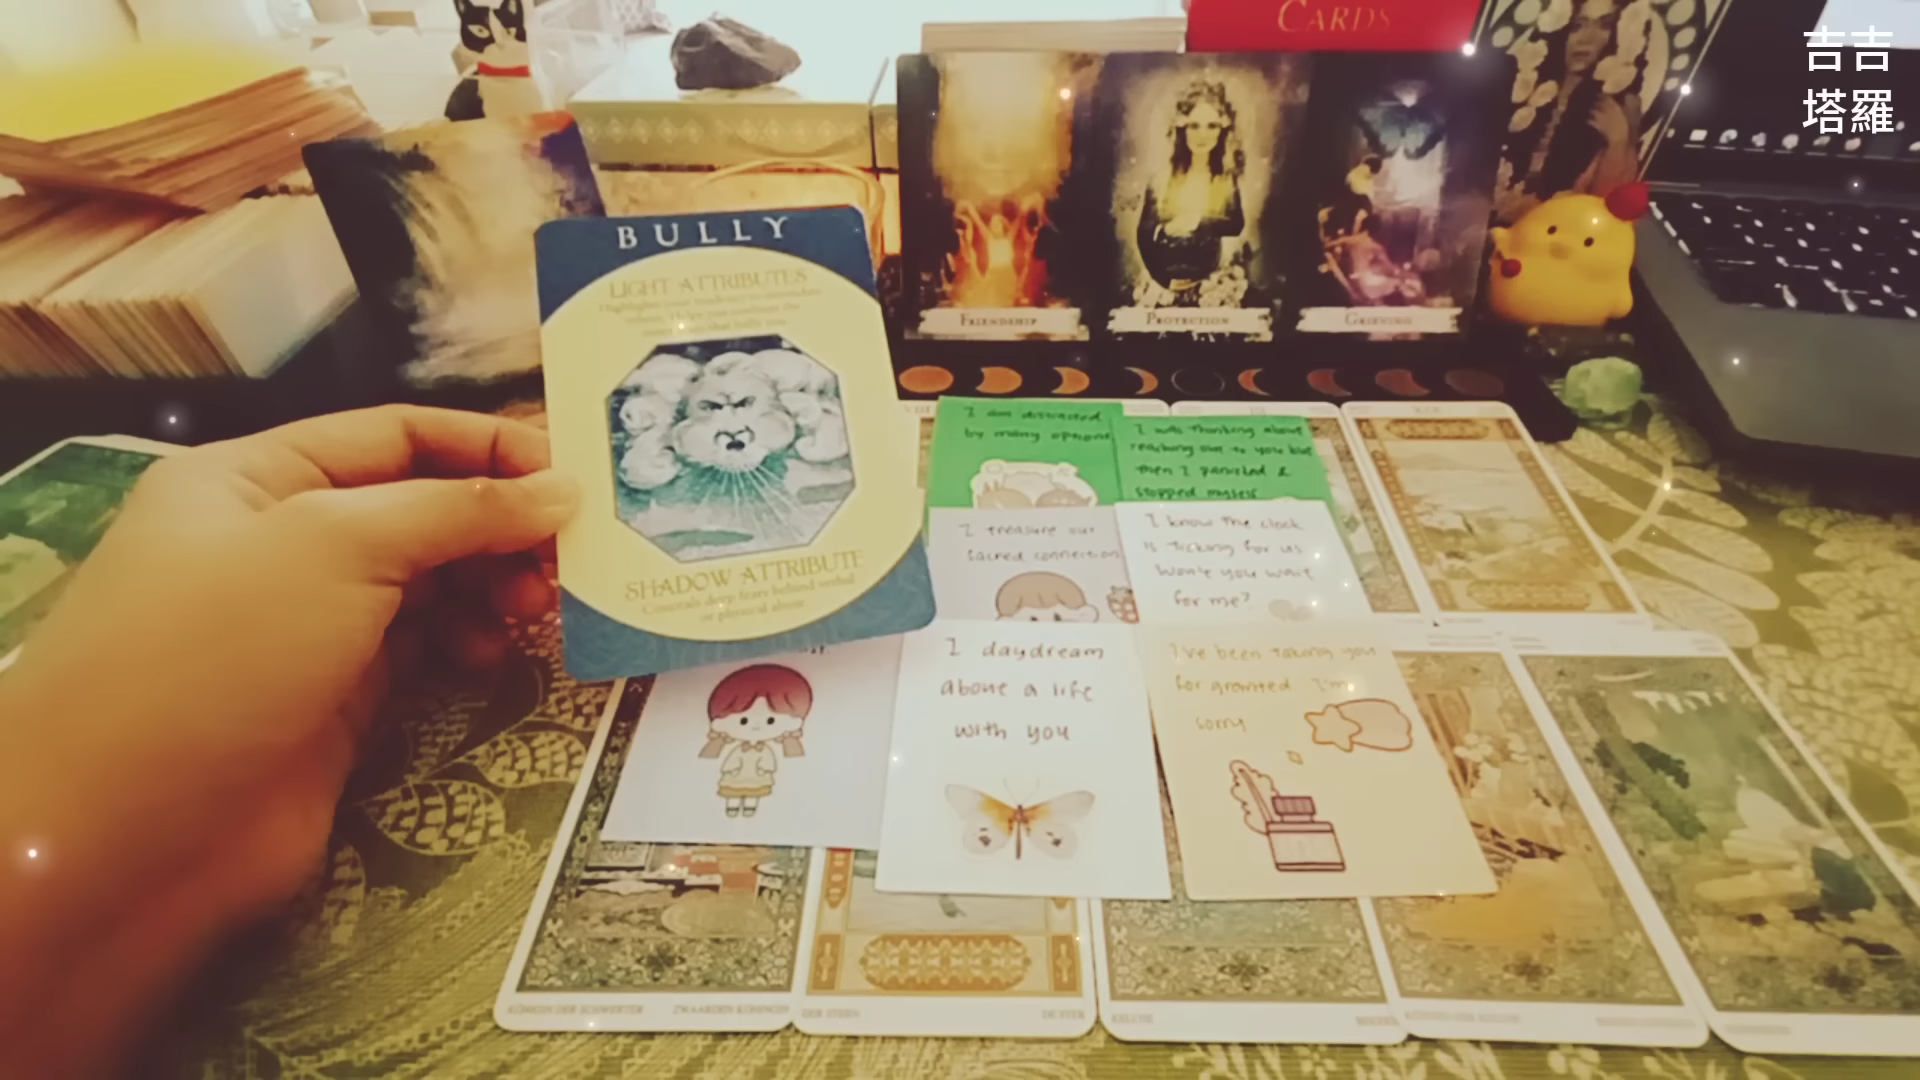 CARDS
吉吉
塔羅
BULLY
LIGHT ATTRIBUTES
SHADOW ATTRIBUTE
Conceals deep fears behind verbal
or physical abuse.
FRIENDSHIP
PROTECTION
GRIEVING
I am distracted
by many options
I was thinking about
reaching out to you but
then I panicked &
stopped myself
I treasure our
sacred connection
I know the clock
is ticking for us
Won't you wait
for me?
I daydream
about a life
with you
I've been taking you
for granted I'm
sorry
KÖNIGIN DER SCHWERTER
ZWAARDEN KONINGIN
DER STERN
DE STER
KELCHE